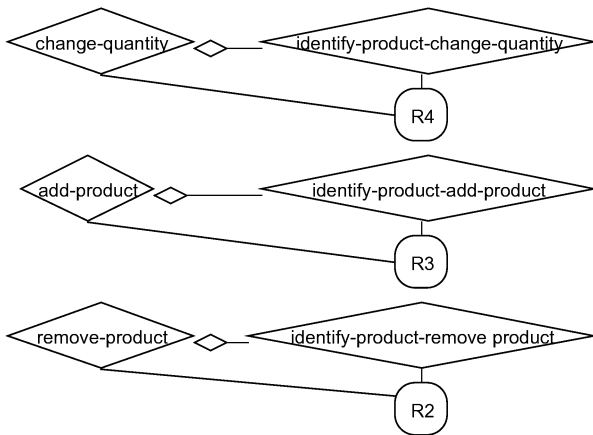 change-quantity
identify-product-change-quantity
R4
add-product
identify-product-add-product
R3
remove-product
identify-product-remove product
R2